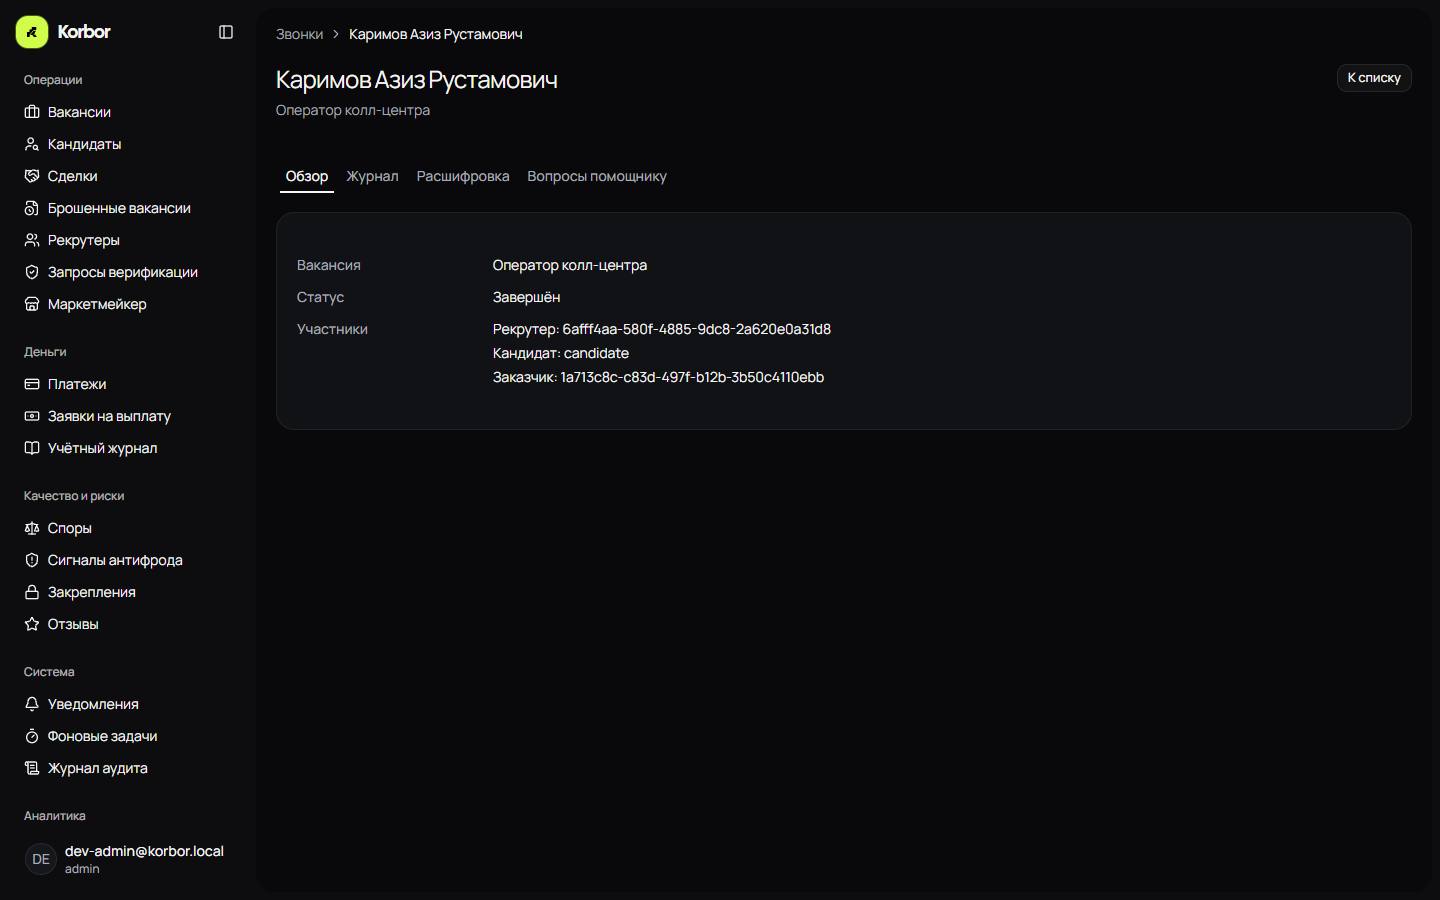 Korbor
Операции
Вакансии
Кандидаты
Сделки
Брошенные вакансии
Рекрутеры
Запросы верификации
Маркетмейкер
Деньги
Платежи
Заявки на выплату
Учётный журнал
Качество и риски
Споры
Сигналы антифрода
Закрепления
Отзывы
Система
Уведомления
Фоновые задачи
Журнал аудита
Аналитика
DE
dev-admin@korbor.local
admin
Звонки > Каримов Азиз Рустамович
Каримов Азиз Рустамович
К списку
Оператор колл-центра
Обзор Журнал Расшифровка Вопросы помощнику
Вакансия Оператор колл-центра
Статус Завершён
Участники Рекрутер: 6afff4aa-580f-4885-9dc8-2a620e0a31d8
Кандидат: candidate
Заказчик: 1a713c8c-c83d-497f-b12b-3b50c4110ebb